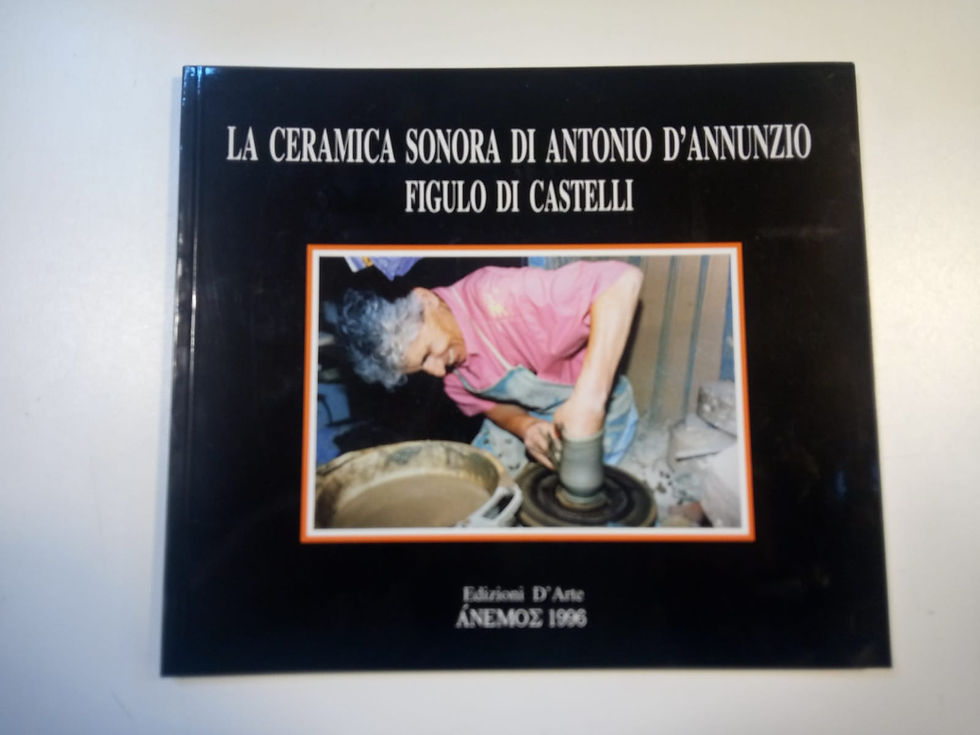 LA CERAMICA SONORA DI ANTONIO D'ANNUNZIO
FIGULO DI CASTELLI
Edizioni D'Arte
ÁNEMOΣ 1996